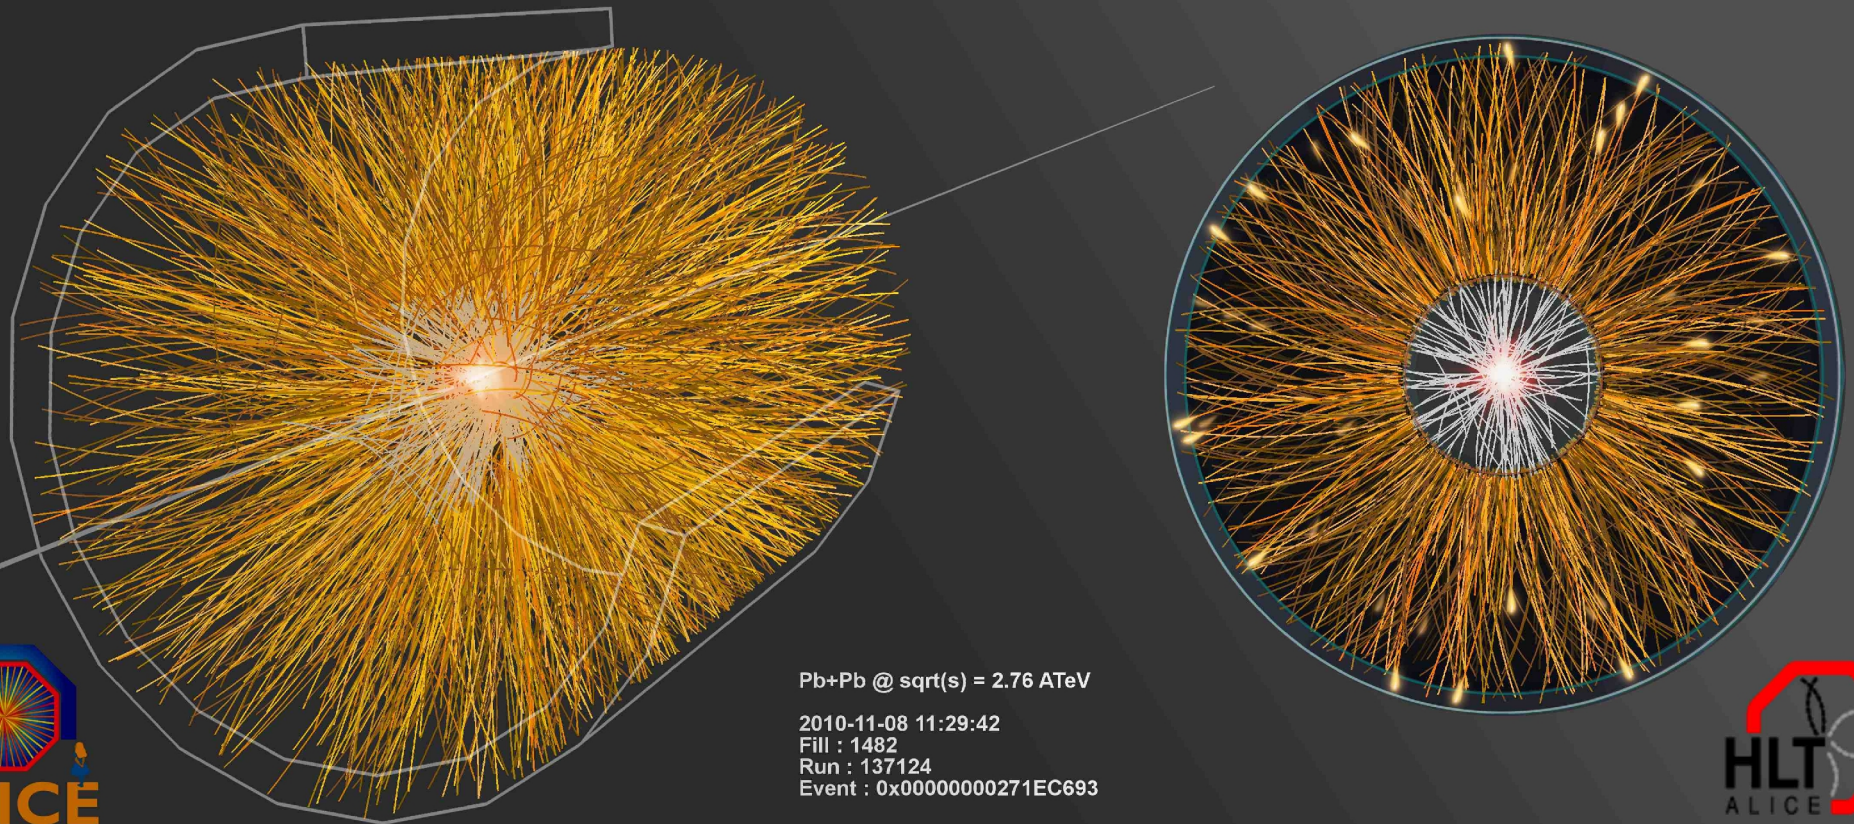 Pb+Pb @ sqrt(s) = 2.76 ATeV
2010-11-08 11:29:42
Fill : 1482
Run : 137124
Event : 0x00000000271EC693
ICE
HLT
ALICE